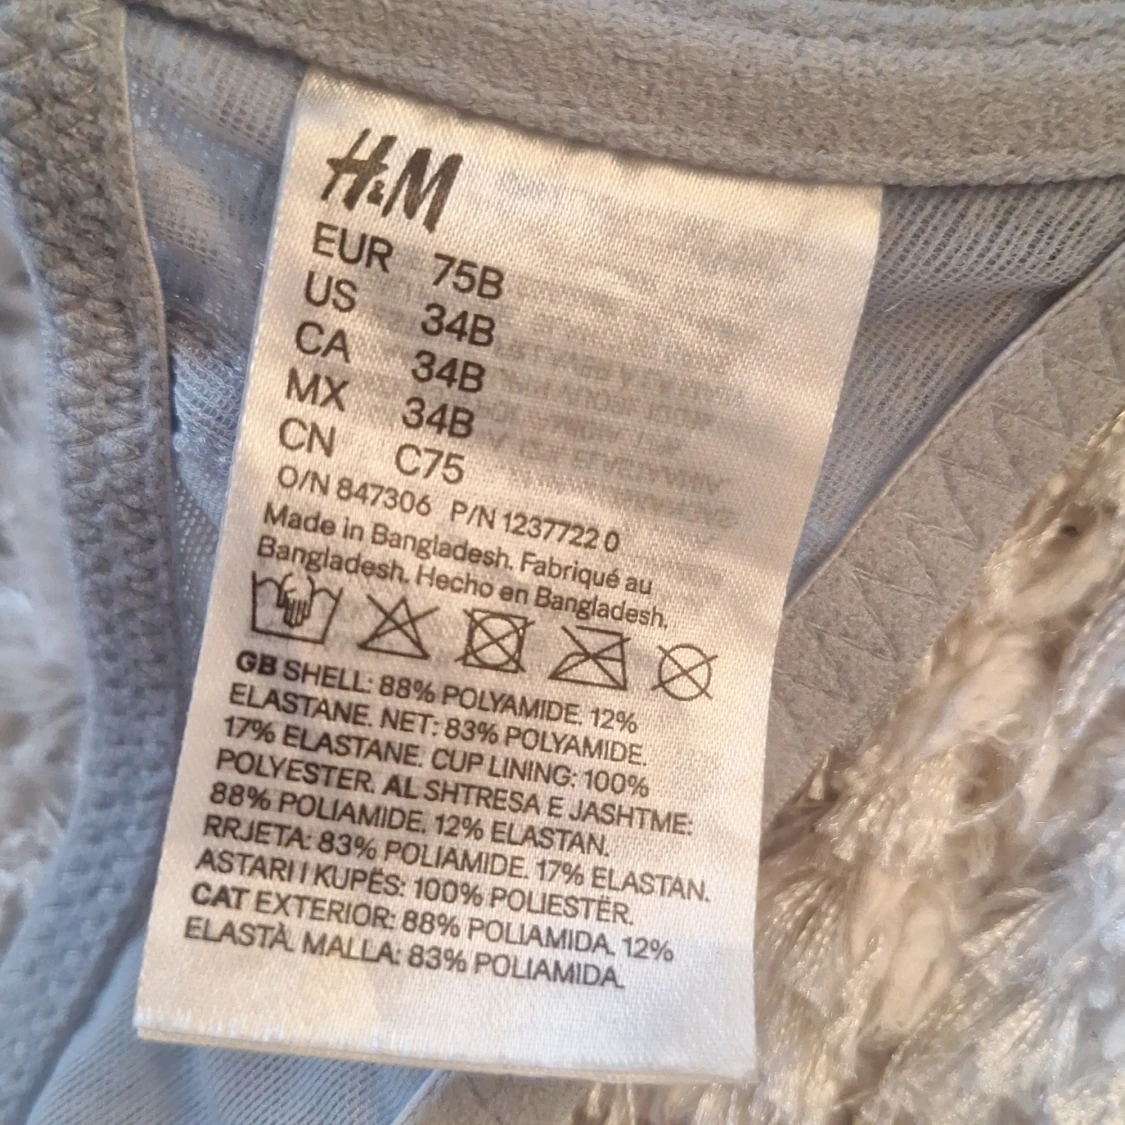 H&M
EUR 75B
US 34B
CA 34B
MX 34B
CN C75
O/N 847306 P/N 1237722 0
Made in Bangladesh. Fabriqué au
Bangladesh. Hecho en Bangladesh.
GB SHELL: 88% POLYAMIDE. 12%
ELASTANE. NET: 83% POLYAMIDE.
17% ELASTANE. CUP LINING: 100%
POLYESTER. AL SHTRESA E JASHTME:
88% POLIAMIDE. 12% ELASTAN.
RRJETA: 83% POLIAMIDE. 17% ELASTAN.
ASTARI I KUPËS: 100% POLIESTËR.
CAT EXTERIOR: 88% POLIAMIDA. 12%
ELASTÀ. MALLA: 83% POLIAMIDA.